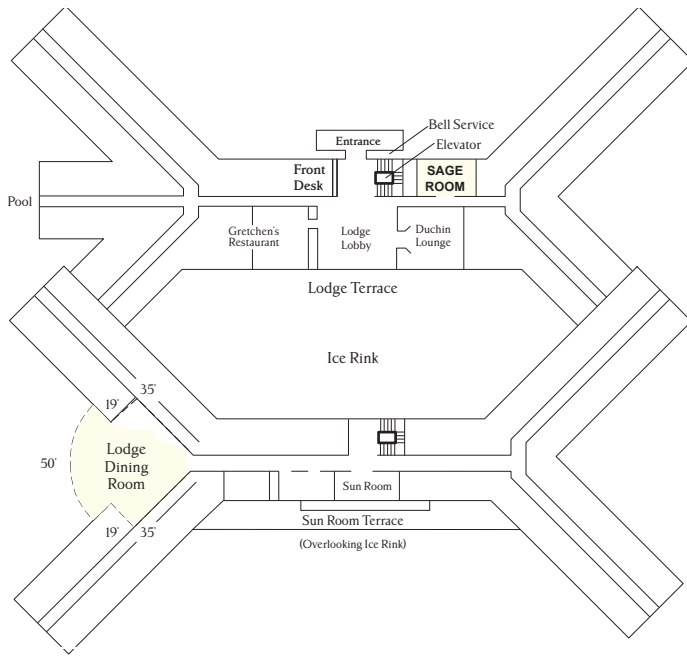 Bell Service
Entrance
Elevator
Front
Desk
SAGE
ROOM
Pool
Gretchen's
Restaurant
Lodge
Lobby
Duchin
Lounge
Lodge Terrace
Ice Rink
35'
19'
50'
Lodge
Dining
Room
Sun Room
19'
35'
Sun Room Terrace
(Overlooking Ice Rink)